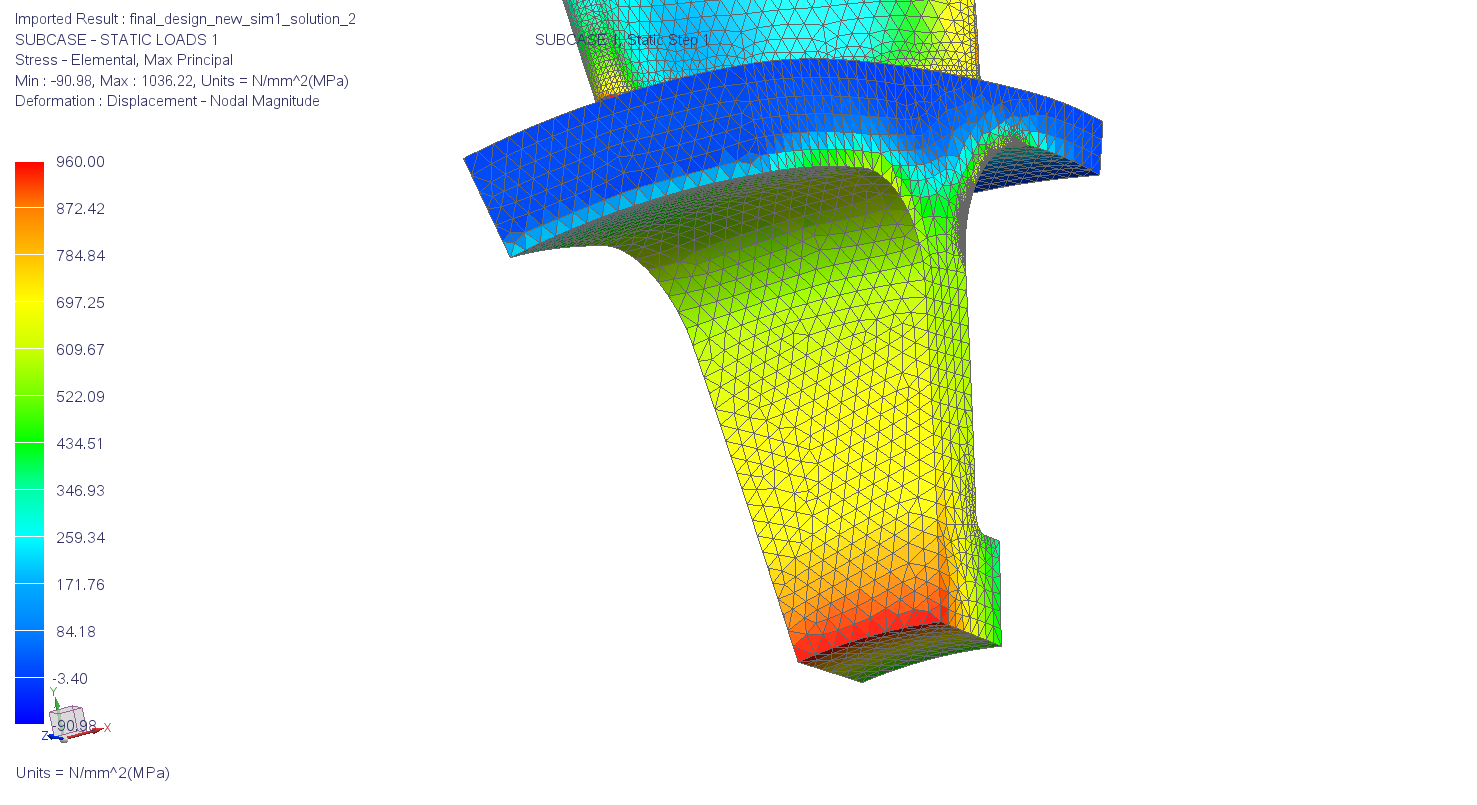 Imported Result : final_design_new_sim1_solution_2
SUBCASE - STATIC LOADS 1
Stress - Elemental, Max Principal
Min : -90.98, Max : 1036.22, Units = N/mm^2(MPa)
Deformation : Displacement - Nodal Magnitude
SUBCASE 1, Static Step 1
960.00
872.42
784.84
697.25
609.67
522.09
434.51
346.93
259.34
171.76
84.18
-3.40
-90.98
Y
X
Z
Units = N/mm^2(MPa)